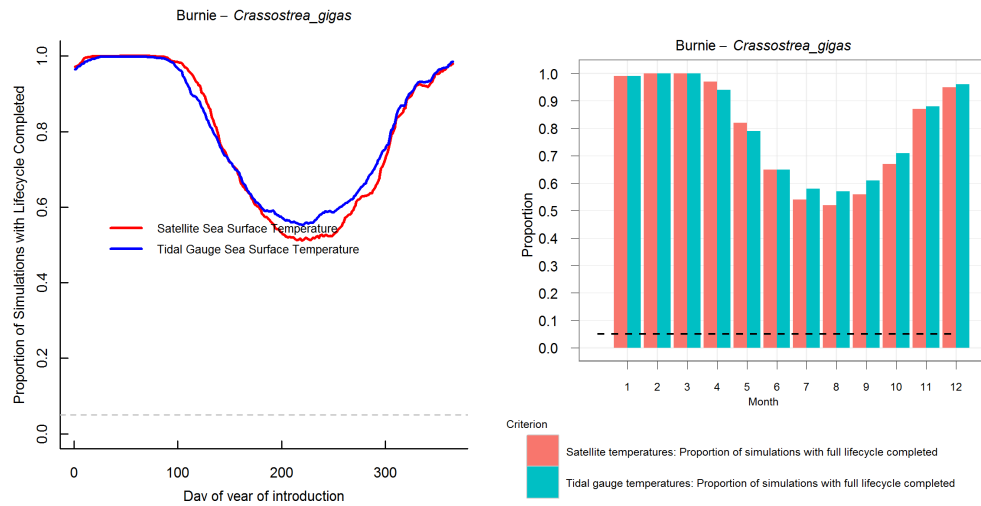 Burnie – Crassostrea_gigas
Proportion of Simulations with Lifecycle Completed
1.0
0.8
0.6
0.4
0.2
0.0
Satellite Sea Surface Temperature
Tidal Gauge Sea Surface Temperature
0 100 200 300
Day of year of introduction
Burnie – Crassostrea_gigas
Proportion
1.0
0.9
0.8
0.7
0.6
0.5
0.4
0.3
0.2
0.1
0.0
1 2 3 4 5 6 7 8 9 10 11 12
Month
Criterion
Satellite temperatures: Proportion of simulations with full lifecycle completed
Tidal gauge temperatures: Proportion of simulations with full lifecycle completed